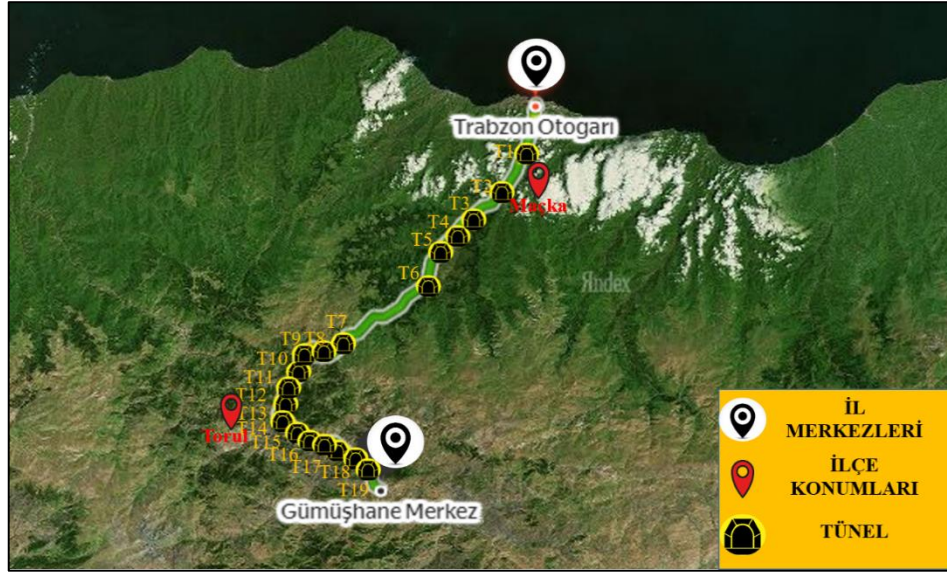 Trabzon Otogarı
T1
T2
Maçka
T3
T4
T5
T6
Яndex
T7
T8
T9
T10
T11
T12
T13
T14
T15
T16
T17
T18
T19
Torul
Gümüşhane Merkez
İL
MERKEZLERİ
İLÇE
KONUMLARI
TÜNEL